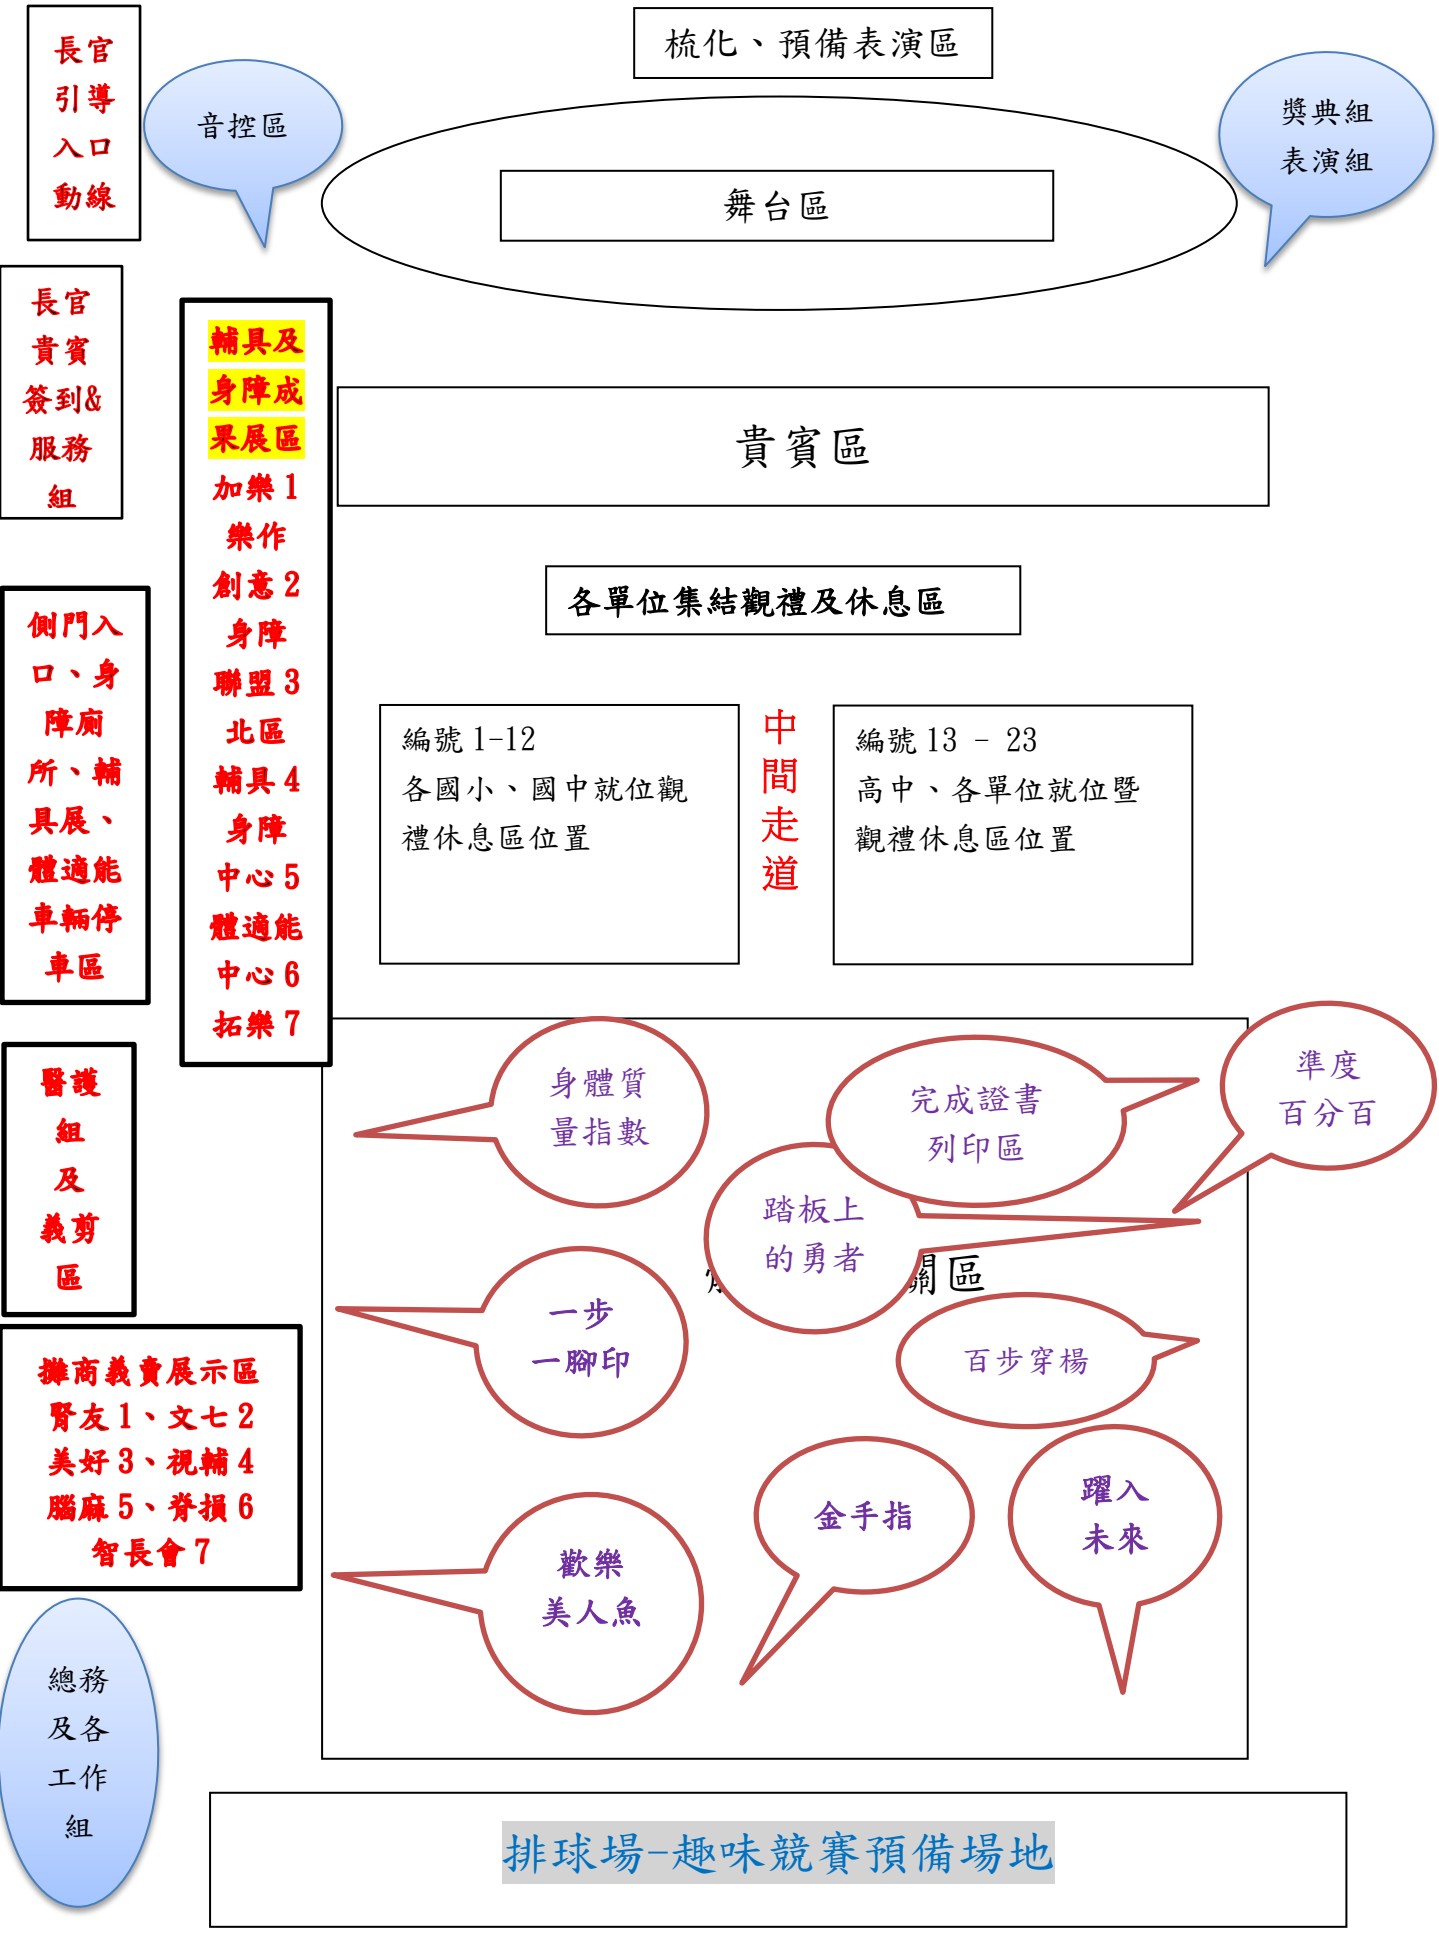 長官
引導
入口
動線
音控區
梳化、預備表演區
獎典組
表演組
舞台區
長官
貴賓
簽到&
服務
組
輔具及
身障成
果展區
加樂1
樂作
創意2
身障
聯盟3
北區
輔具4
身障
中心5
體適能
中心6
拓樂7
貴賓區
各單位集結觀禮及休息區
側門入
口、身
障廁
所、輔
具展、
體適能
車輛停
車區
編號1-12
各國小、國中就位觀
禮休息區位置
中
間
走
道
編號13 - 23
高中、各單位就位暨
觀禮休息區位置
醫護
組
及
義剪
區
身體質
量指數
完成證書
列印區
準度
百分百
踏板上
的勇者
關區
一步
一腳印
百步穿楊
攤商義賣展示區
腎友1、文七2
美好3、視輔4
腦麻5、脊損6
智長會7
歡樂
美人魚
金手指
躍入
未來
總務
及各
工作
組
排球場-趣味競賽預備場地